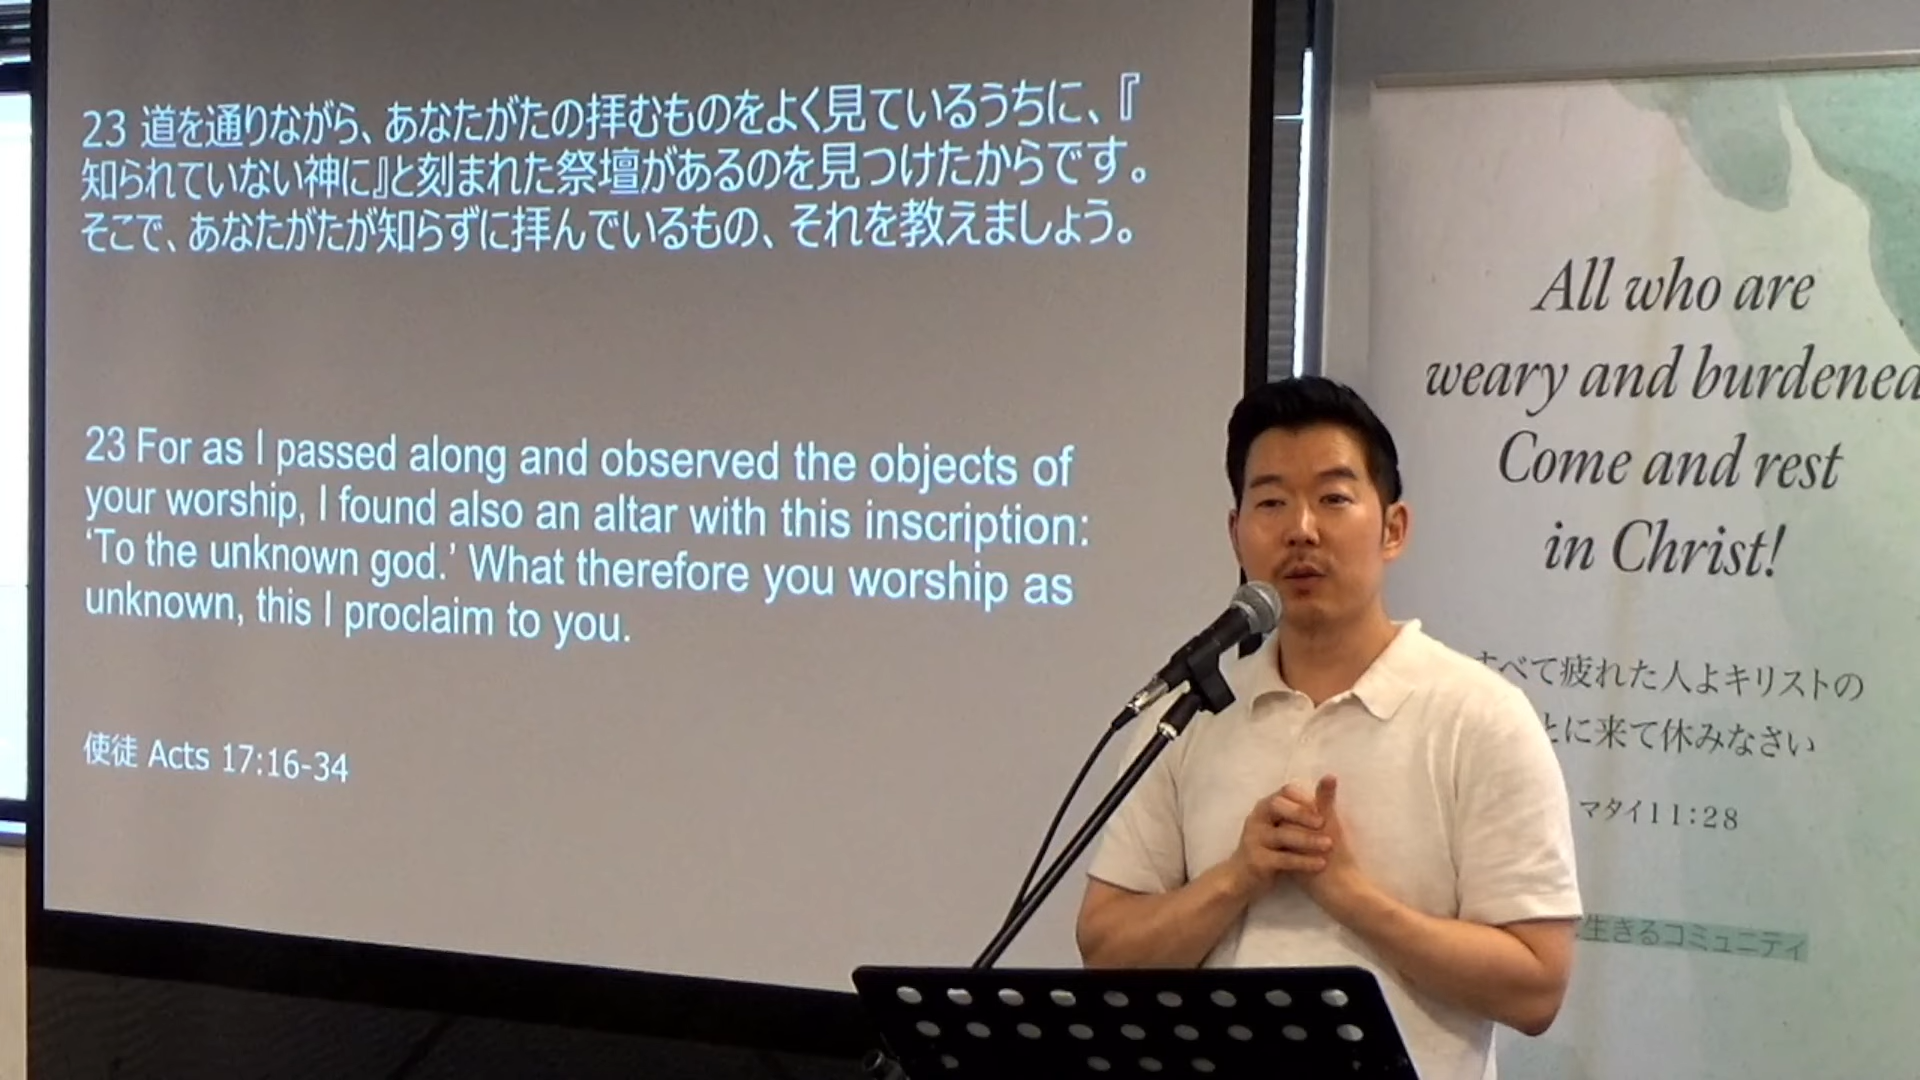 23 道を通りながら、あなたがたの拝むものをよく見ているうちに、『
知られていない神に』と刻まれた祭壇があるのを見つけたからです。
そこで、あなたがたが知らずに拝んでいるもの、それを教えましょう。
23 For as I passed along and observed the objects of
your worship, I found also an altar with this inscription:
‘To the unknown god.’ What therefore you worship as
unknown, this I proclaim to you.
使徒 Acts 17:16-34
All who are
weary and burdened
Come and rest
in Christ!
すべて疲れた人よキリストの
とに来て休みなさい
マタイ11:28
生きるコミュニティ